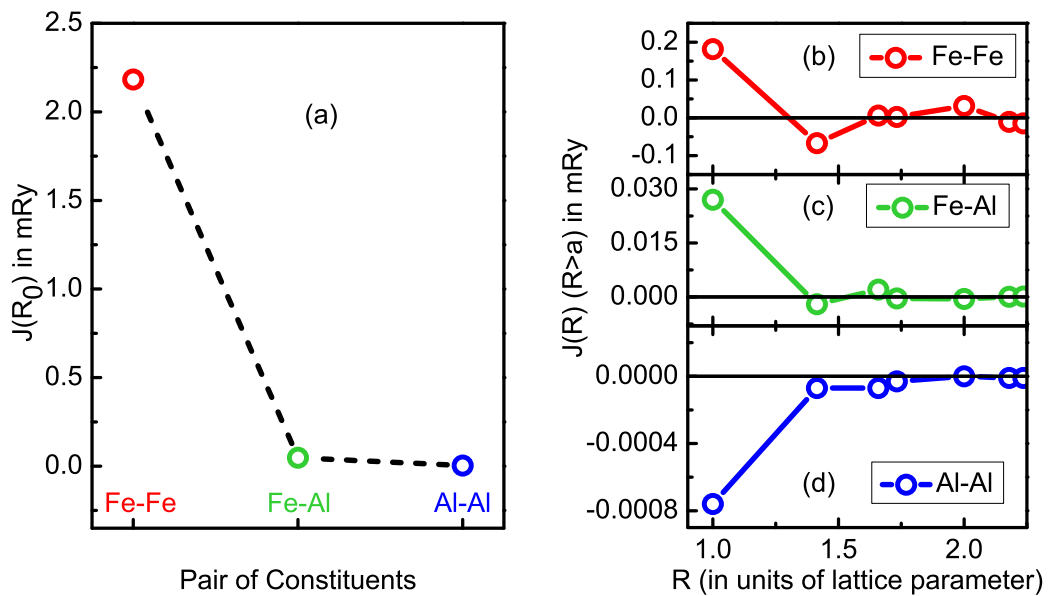 2.5
2.0
1.5
1.0
0.5
0.0
J(R0) in mRy
(a)
Fe-Fe
Fe-Al
Al-Al
Pair of Constituents
J(R) (R>a) in mRy
0.2
0.1
0.0
-0.1
(b)
Fe-Fe
0.030
0.015
0.000
(c)
Fe-Al
0.0000
-0.0004
-0.0008
(d)
Al-Al
1.0
1.5
2.0
R (in units of lattice parameter)